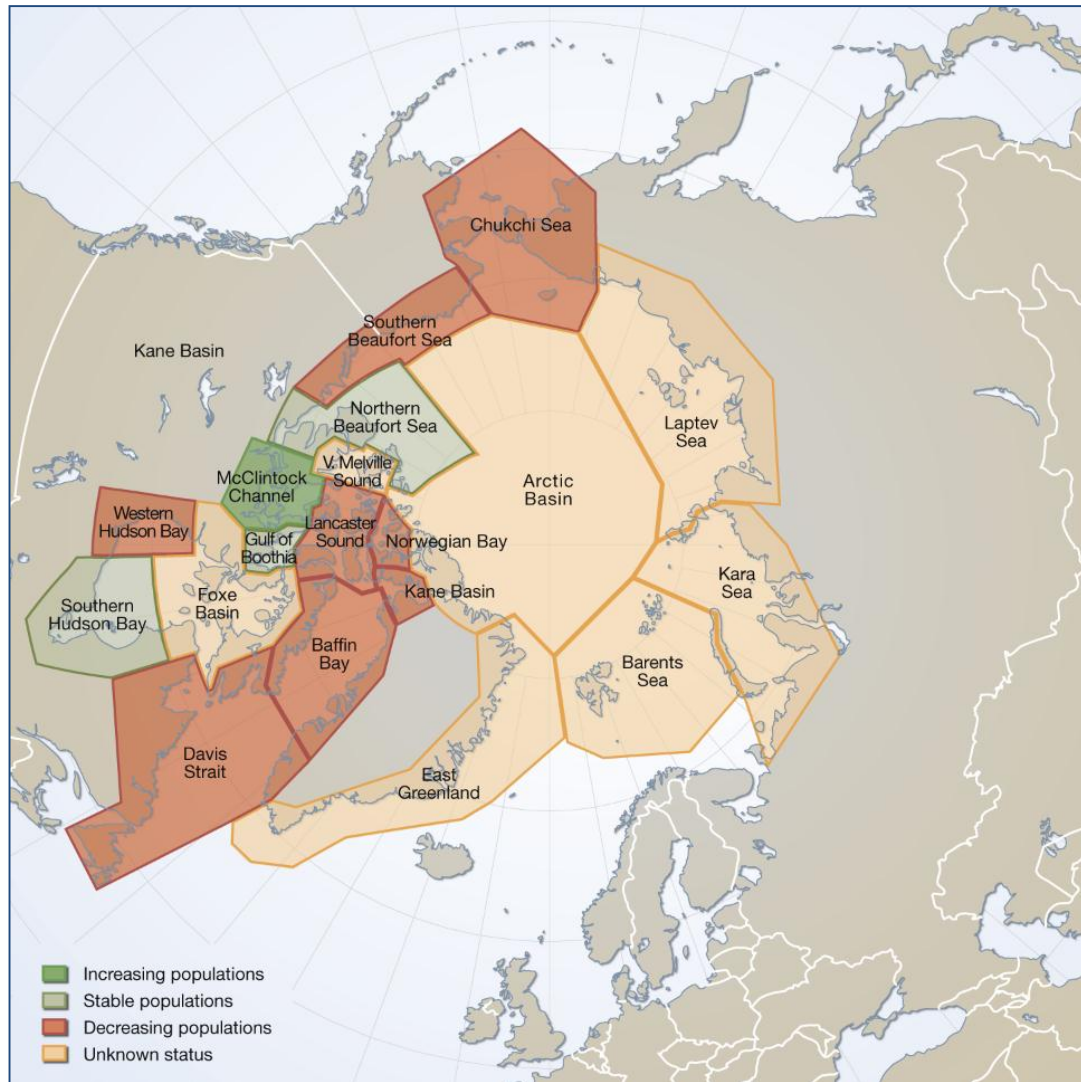 Chukchi Sea
Southern
Beaufort Sea
Kane Basin
Northern
Beaufort Sea
Laptev
Sea
V. Melville
Sound
McClintock
Channel
Arctic
Basin
Western
Hudson Bay
Lancaster
Sound
Gulf of
Boothia
Norwegian Bay
Kane Basin
Kara
Sea
Foxe
Basin
Southern
Hudson Bay
Baffin
Bay
Barents
Sea
Davis
Strait
East
Greenland
Increasing populations
Stable populations
Decreasing populations
Unknown status